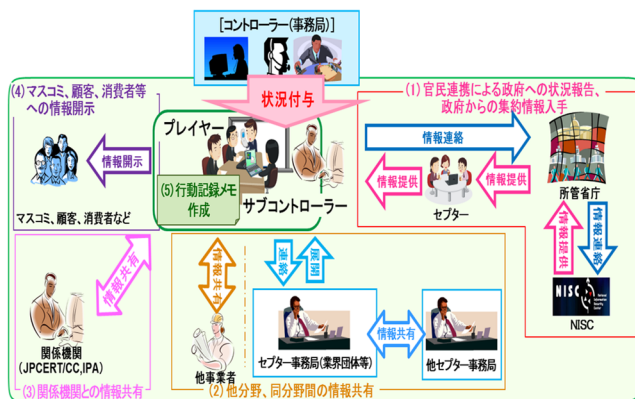 [コントローラー(事務局)]
状況付与
(4) マスコミ、顧客、消費者等
への情報開示
情報開示
マスコミ、顧客、消費者など
プレイヤー
(5) 行動記録メモ
作成
サブコントローラー
(1) 官民連携による政府への状況報告、
政府からの集約情報入手
情報連絡
情報提供
情報提供
セプター
所管省庁
情報提供
情報連絡
NISC
NISC
情報共有
関係機関
(JPCERT/CC,IPA)
(3)関係機関との情報共有
情報共有
他事業者
連絡
展開
セプター事務局(業界団体等)
情報共有
他セプター事務局
(2) 他分野、同分野間の情報共有